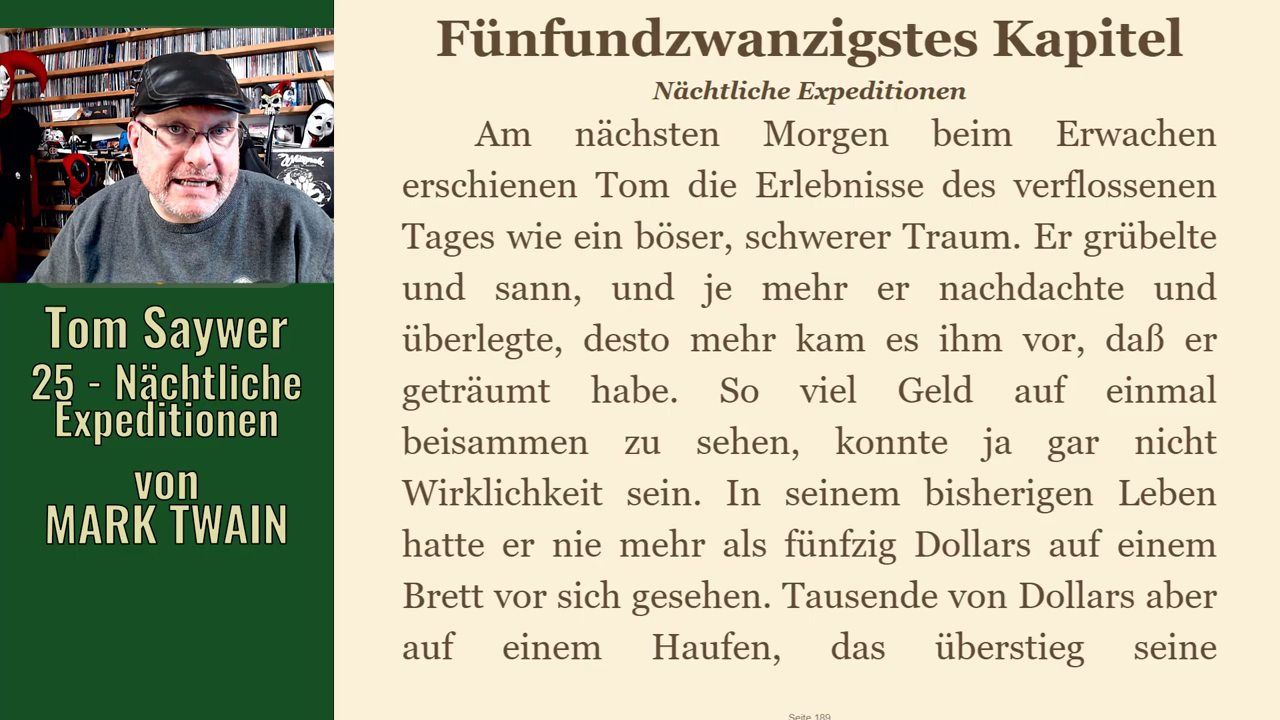 Fünfundzwanzigstes Kapitel
Nächtliche Expeditionen
Am nächsten Morgen beim Erwachen
erschienen Tom die Erlebnisse des verflossenen
Tages wie ein böser, schwerer Traum. Er grübelte
und sann, und je mehr er nachdachte und
überlegte, desto mehr kam es ihm vor, daß er
geträumt habe. So viel Geld auf einmal
beisammen zu sehen, konnte ja gar nicht
Wirklichkeit sein. In seinem bisherigen Leben
hatte er nie mehr als fünfzig Dollars auf einem
Brett vor sich gesehen. Tausende von Dollars aber
auf einem Haufen, das überstieg seine
Seite 189
Tom Saywer
25 - Nächtliche
Expeditionen
von
MARK TWAIN
Whitesnake